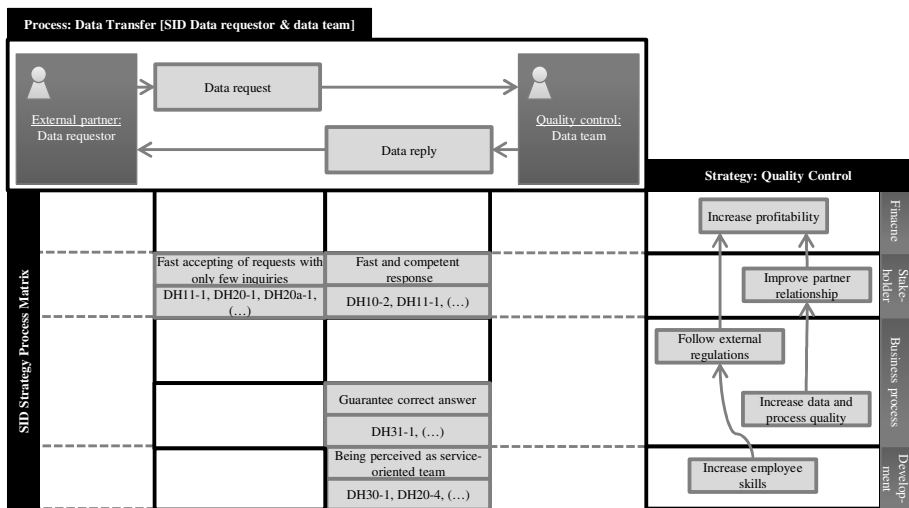 Process: Data Transfer [SID Data requestor & data team]
External partner:
Data requestor
Data request
Data reply
Quality control:
Data team
Strategy: Quality Control
SID Strategy Process Matrix
Increase profitability
Finacne
Fast accepting of requests with
only few inquiries
DH11-1, DH20-1, DH20a-1,
(…)
Fast and competent
response
DH10-2, DH11-1, (…)
Improve partner
relationship
Stake-
holder
Follow external
regulations
Guarantee correct answer
DH31-1, (…)
Increase data and
process quality
Business process
Being perceived as service-
oriented team
DH30-1, DH20-4, (…)
Increase employee
skills
Develop-
ment